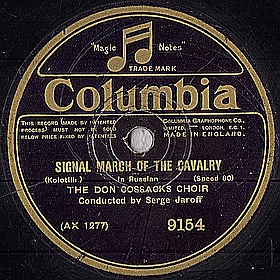 "Magic Notes"
TRADE MARK
Columbia
THIS RECORD (MADE BY PATENTED
PROCESS) MUST NOT BE SOLD
BELOW PRICE FIXED BY PATENTEES
COLUMBIA GRAPHOPHONE CO.,
LIMITED, LONDON, E.C.1.
MADE IN ENGLAND.
SIGNAL MARCH OF THE CAVALRY
(Kolotilin) In Russian (Speed 80)
THE DON COSSACKS CHOIR
Conducted by Serge Jaroff
(AX 1277) 9154